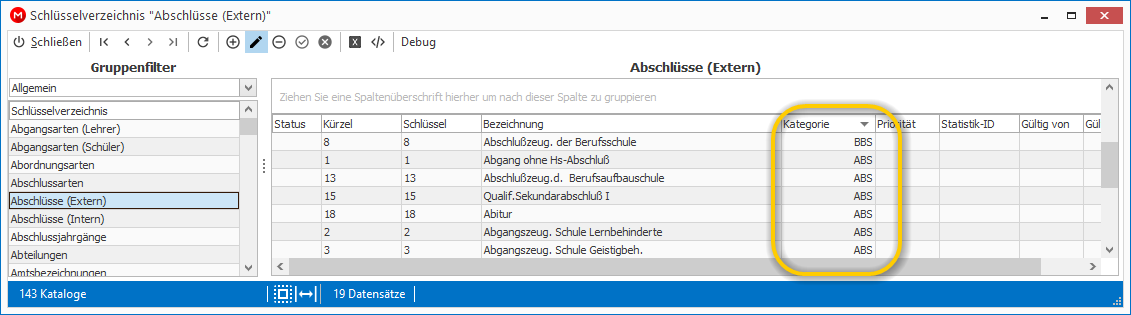 Schlüsselverzeichnis "Abschlüsse (Extern)"
Schließen Debug
Gruppenfilter
Allgemein
Schlüsselverzeichnis
Abgangsarten (Lehrer)
Abgangsarten (Schüler)
Abordnungsarten
Abschlussarten
Abschlüsse (Extern)
Abschlüsse (Intern)
Abschlussjahrgänge
Abteilungen
Amtsbezeichnungen
Abschlüsse (Extern)
Ziehen Sie eine Spaltenüberschrift hierher um nach dieser Spalte zu gruppieren
Status Kürzel Schlüssel Bezeichnung Kategorie Priorität Statistik-ID Gültig von Gül
8 8 Abschlußzeug. der Berufsschule BBS
1 1 Abgang ohne Hs-Abschluß ABS
13 13 Abschlußzeug.d. Berufsaufbauschule ABS
15 15 Qualif.Sekundarabschluß I ABS
18 18 Abitur ABS
2 2 Abgangszeug. Schule Lernbehinderte ABS
3 3 Abgangszeug. Schule Geistigbeh. ABS
143 Kataloge 19 Datensätze